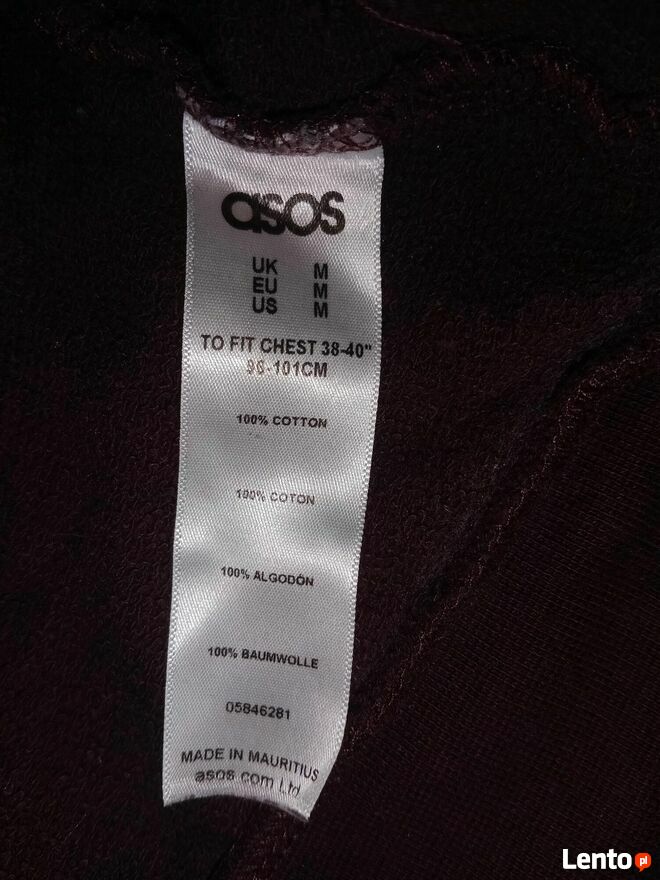 asos
UK M
EU M
US M
TO FIT CHEST 38-40"
96-101CM
100% COTTON
100% COTON
100% ALGODÓN
100% BAUMWOLLE
05846281
MADE IN MAURITIUS
asos.com Ltd
Lento.pl